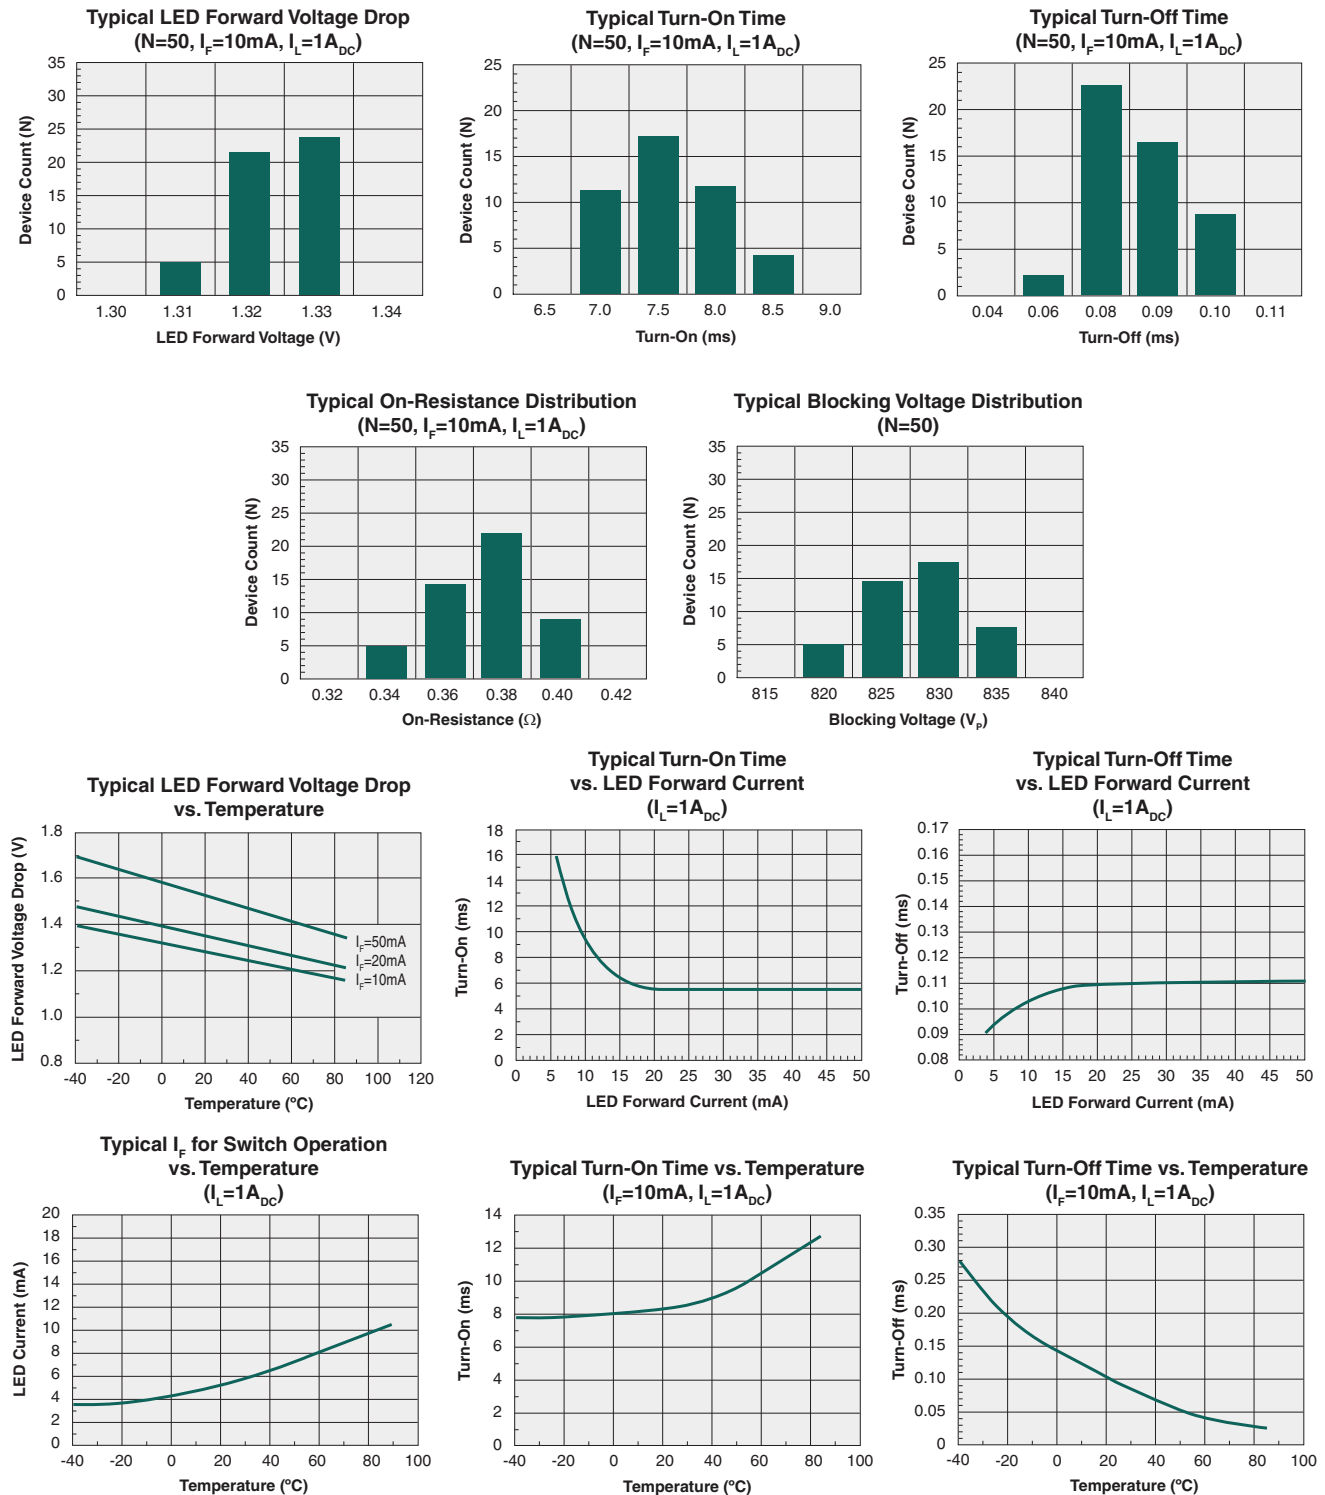 Typical LED Forward Voltage Drop
(N=50, IF=10mA, IL=1ADC)
35
30
25
20
15
10
5
0
Device Count (N)
1.30 1.31 1.32 1.33 1.34
LED Forward Voltage (V)
Typical Turn-On Time
(N=50, IF=10mA, IL=1ADC)
25
20
15
10
5
0
Device Count (N)
6.5 7.0 7.5 8.0 8.5 9.0
Turn-On (ms)
Typical Turn-Off Time
(N=50, IF=10mA, IL=1ADC)
25
20
15
10
5
0
Device Count (N)
0.04 0.06 0.08 0.09 0.10 0.11
Turn-Off (ms)
Typical On-Resistance Distribution
(N=50, IF=10mA, IL=1ADC)
35
30
25
20
15
10
5
0
Device Count (N)
0.32 0.34 0.36 0.38 0.40 0.42
On-Resistance (Ω)
Typical Blocking Voltage Distribution
(N=50)
35
30
25
20
15
10
5
0
Device Count (N)
815 820 825 830 835 840
Blocking Voltage (VP)
Typical LED Forward Voltage Drop
vs. Temperature
1.8
1.6
1.4
1.2
1.0
0.8
LED Forward Voltage Drop (V)
IF=50mA
IF=20mA
IF=10mA
-40 -20 0 20 40 60 80 100 120
Temperature (ºC)
Typical Turn-On Time
vs. LED Forward Current
(IL=1ADC)
18
16
14
12
10
8
6
4
2
0
Turn-On (ms)
0 5 10 15 20 25 30 35 40 45 50
LED Forward Current (mA)
Typical Turn-Off Time
vs. LED Forward Current
(IL=1ADC)
0.17
0.16
0.15
0.14
0.13
0.12
0.11
0.10
0.09
0.08
Turn-Off (ms)
0 5 10 15 20 25 30 35 40 45 50
LED Forward Current (mA)
Typical IF for Switch Operation
vs. Temperature
(IL=1ADC)
20
18
16
14
12
10
8
6
4
2
0
LED Current (mA)
-40 -20 0 20 40 60 80 100
Temperature (ºC)
Typical Turn-On Time vs. Temperature
(IF=10mA, IL=1ADC)
14
12
10
8
6
4
2
0
Turn-On (ms)
-40 -20 0 20 40 60 80 100
Temperature (ºC)
Typical Turn-Off Time vs. Temperature
(IF=10mA, IL=1ADC)
0.35
0.30
0.25
0.20
0.15
0.10
0.05
0
Turn-Off (ms)
-40 -20 0 20 40 60 80 100
Temperature (ºC)